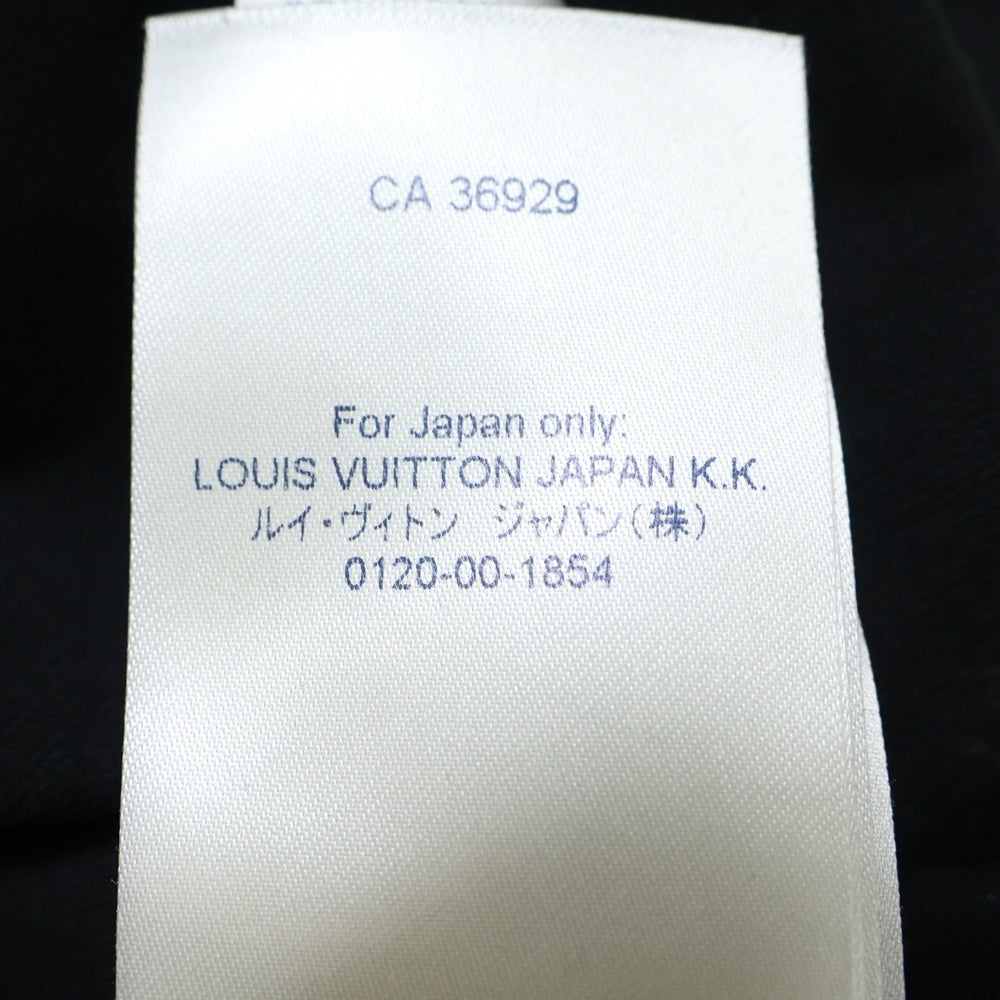 CA 36929
For Japan only:
LOUIS VUITTON JAPAN K.K.
ルイ・ヴィトン　ジャパン(株)
0120-00-1854